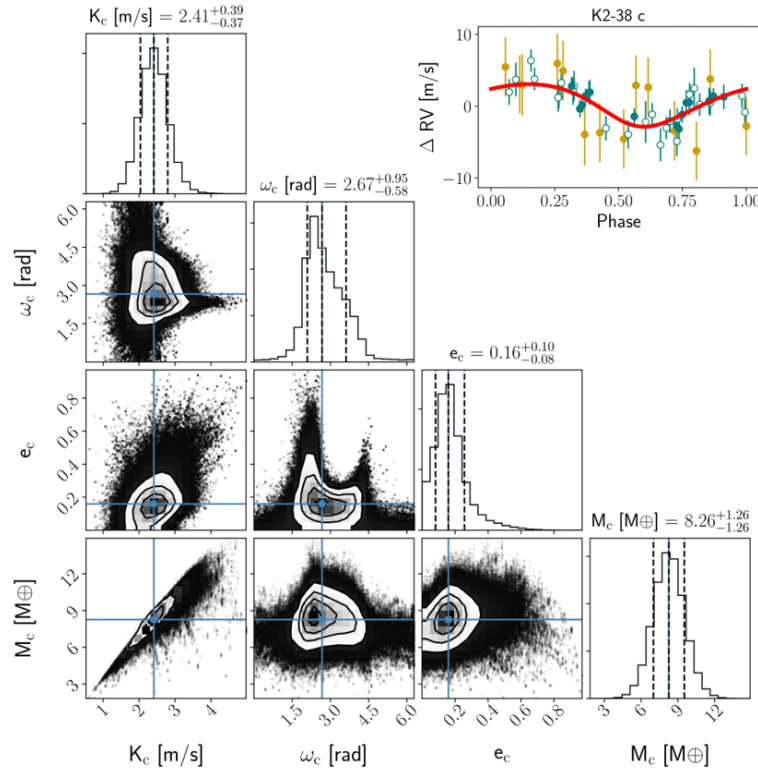 K_c [m/s] = 2.41^{+0.39}_{-0.37}
K2-38 c
10
0
-10
Δ RV [m/s]
0.00 0.25 0.50 0.75 1.00
Phase
ω_c [rad] = 2.67^{+0.95}_{-0.58}
6.0
4.5
3.0
1.5
ω_c [rad]
e_c = 0.16^{+0.10}_{-0.08}
0.8
0.6
0.4
0.2
e_c
M_c [M⊕] = 8.26^{+1.26}_{-1.26}
12
9
6
3
M_c [M⊕]
1 2 3 4
1.5 3.0 4.5 6.0
0.2 0.4 0.6 0.8
3 6 9 12
K_c [m/s]
ω_c [rad]
e_c
M_c [M⊕]